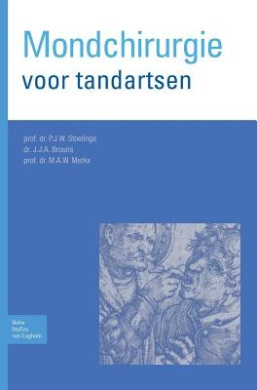 Mondchirurgie
voor tandartsen
prof. dr. P.J.W. Stoelinga
dr. J.J.A. Brouns
prof. dr. M.A.W. Merkx
Bohn
Stafleu
van Loghum